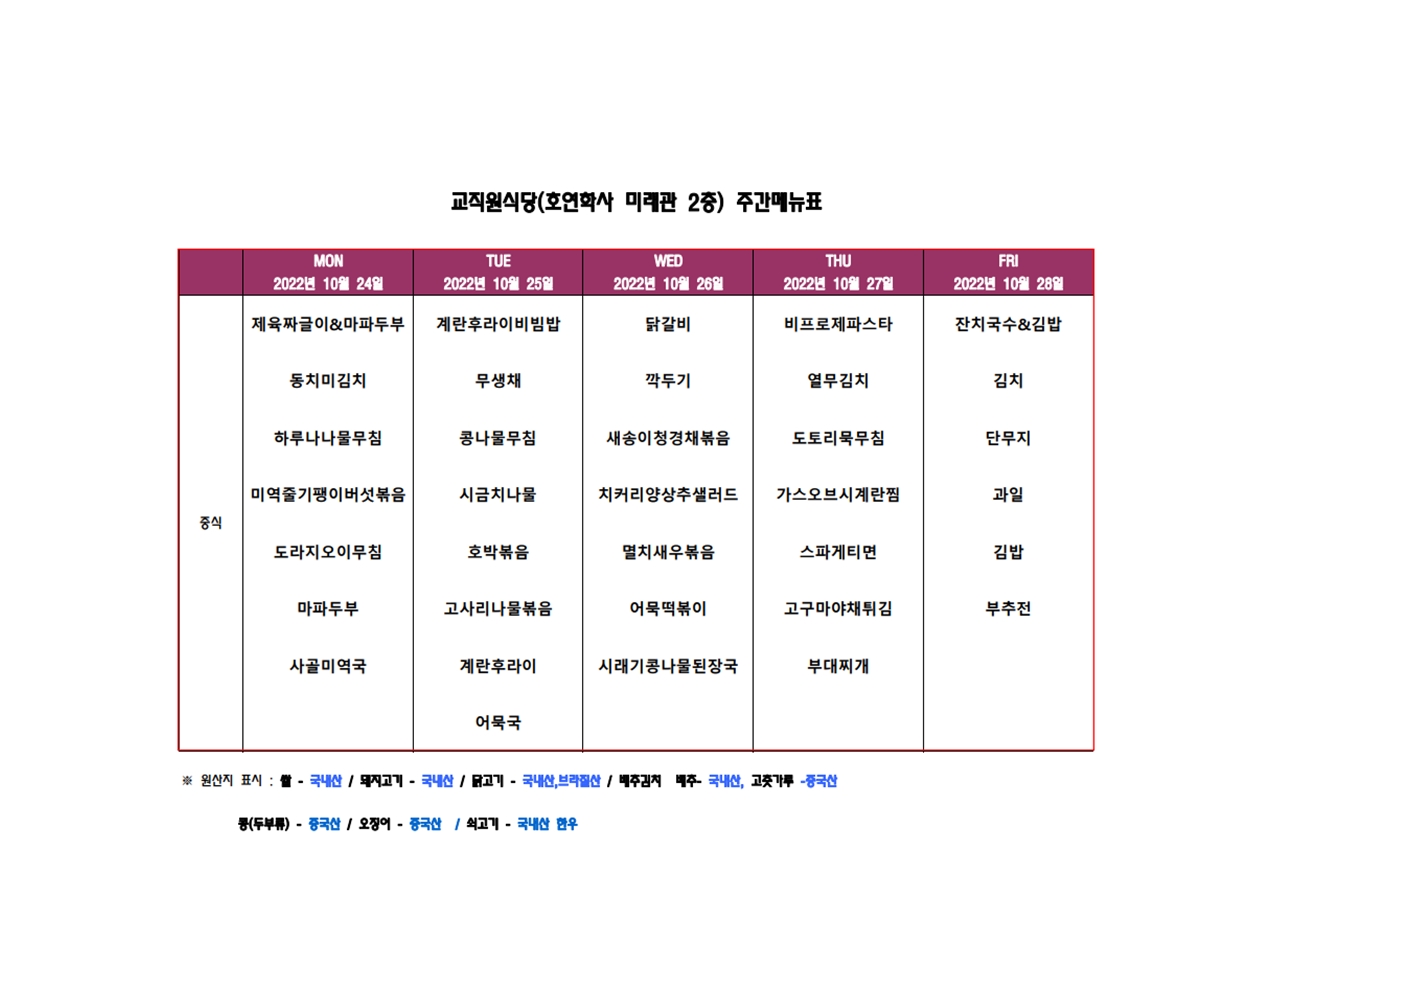 교직원식당(호연학사 미래관 2층) 주간메뉴표
MON TUE WED THU FRI
2022년 10월 24일 2022년 10월 25일 2022년 10월 26일 2022년 10월 27일 2022년 10월 28일
제육짜글이&마파두부 계란후라이비빔밥 닭갈비 비프로제파스타 잔치국수&김밥
동치미김치 무생채 깍두기 열무김치 김치
하루나나물무침 콩나물무침 새송이청경채볶음 도토리묵무침 단무지
미역줄기팽이버섯볶음 시금치나물 치커리양상추샐러드 가스오브시계란찜 과일
중식
도라지오이무침 호박볶음 멸치새우볶음 스파게티면 김밥
마파두부 고사리나물볶음 어묵떡볶이 고구마야채튀김 부추전
사골미역국 계란후라이 시래기콩나물된장국 부대찌개
어묵국
※ 원산지 표시 : 쌀 - 국내산 / 돼지고기 - 국내산 / 닭고기 - 국내산,브라질산 / 배추김치 배추- 국내산, 고춧가루 -중국산
콩(두부류) - 중국산 / 오징어 - 중국산 / 쇠고기 - 국내산 한우